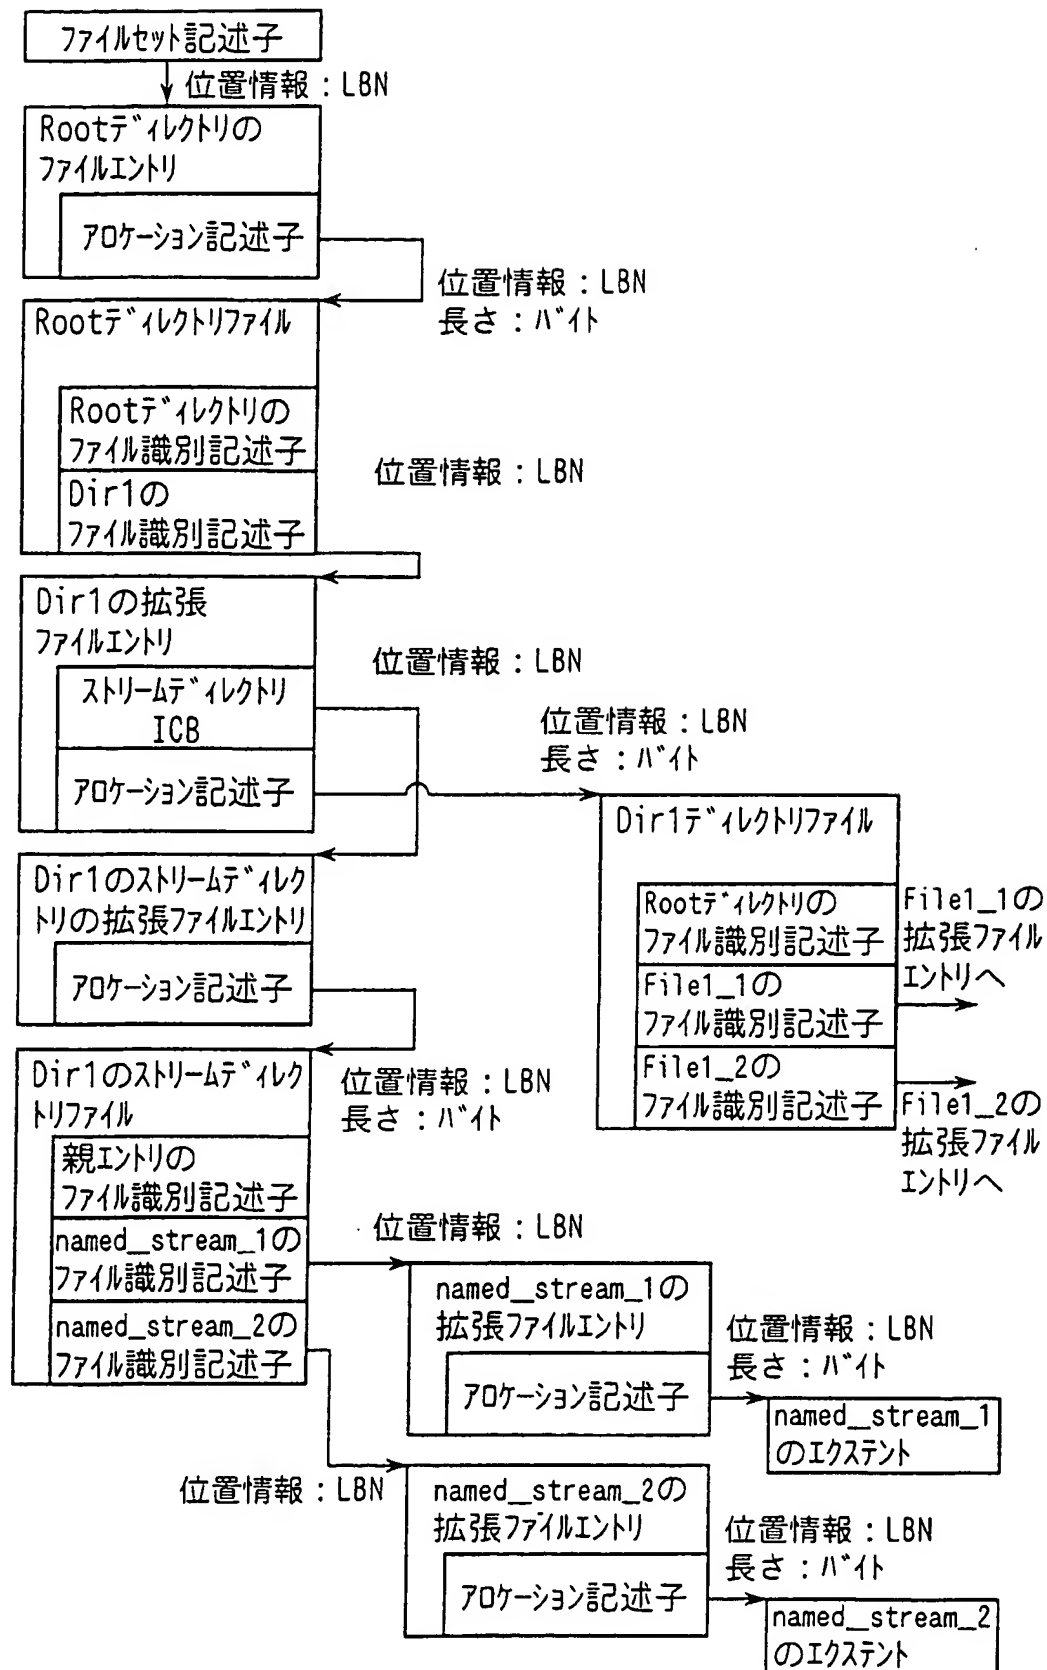 ファイルセット記述子
位置情報：LBN
Rootディレクトリの
ファイルエントリ
アロケーション記述子
位置情報：LBN
長さ：バイト
Rootディレクトリファイル
Rootディレクトリの
ファイル識別記述子
位置情報：LBN
Dir1の
ファイル識別記述子
Dir1の拡張
ファイルエントリ
位置情報：LBN
ストリームディレクトリ
ICB
位置情報：LBN
長さ：バイト
アロケーション記述子
Dir1ディレクトリファイル
Rootディレクトリの
ファイル識別記述子
File1_1の
ファイル識別記述子
File1_2の
ファイル識別記述子
File1_1の
拡張ファイル
エントリへ
File1_2の
拡張ファイル
エントリへ
Dir1のストリームディレク
トリの拡張ファイルエントリ
アロケーション記述子
位置情報：LBN
長さ：バイト
Dir1のストリームディレク
トリファイル
親エントリの
ファイル識別記述子
named_stream_1の
ファイル識別記述子
named_stream_2の
ファイル識別記述子
位置情報：LBN
named_stream_1の
拡張ファイルエントリ
アロケーション記述子
位置情報：LBN
長さ：バイト
named_stream_1
のエクステント
位置情報：LBN
named_stream_2の
拡張ファイルエントリ
アロケーション記述子
位置情報：LBN
長さ：バイト
named_stream_2
のエクステント